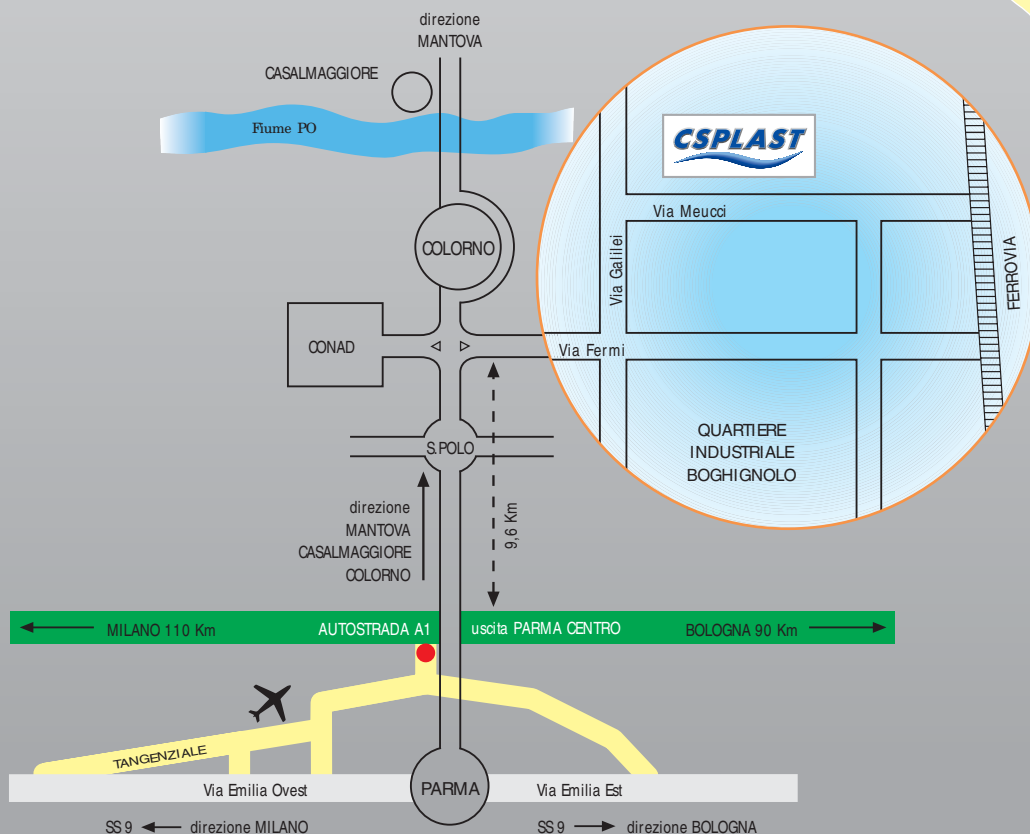 direzione
MANTOVA
CASALMAGGIORE
Fiume PO
CSPLAST
Via Meucci
COLORNO
Via Galilei
FERROVIA
CONAD
Via Fermi
QUARTIERE
INDUSTRIALE
BOGHIGNOLO
S.POLO
direzione
MANTOVA
CASALMAGGIORE
COLORNO
9,6 Km
MILANO 110 Km
AUTOSTRADA A1
uscita PARMA CENTRO
BOLOGNA 90 Km
TANGENZIALE
Via Emilia Ovest
PARMA
Via Emilia Est
SS 9
direzione MILANO
SS 9
direzione BOLOGNA